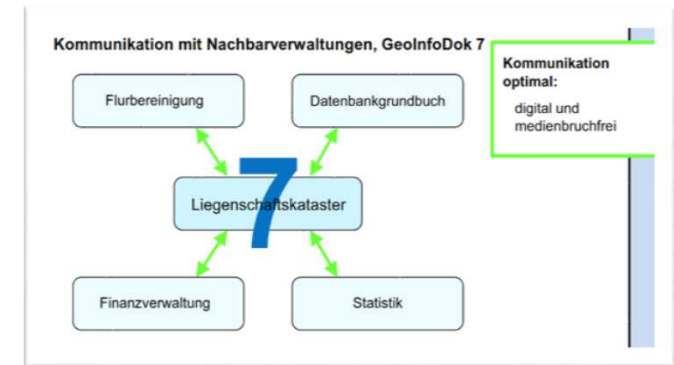 Kommunikation mit Nachbarverwaltungen, GeoInfoDok 7
Kommunikation
optimal:
digital und
medienbruchfrei
Flurbereinigung
Datenbankgrundbuch
7
Liegenschaftskataster
Finanzverwaltung
Statistik